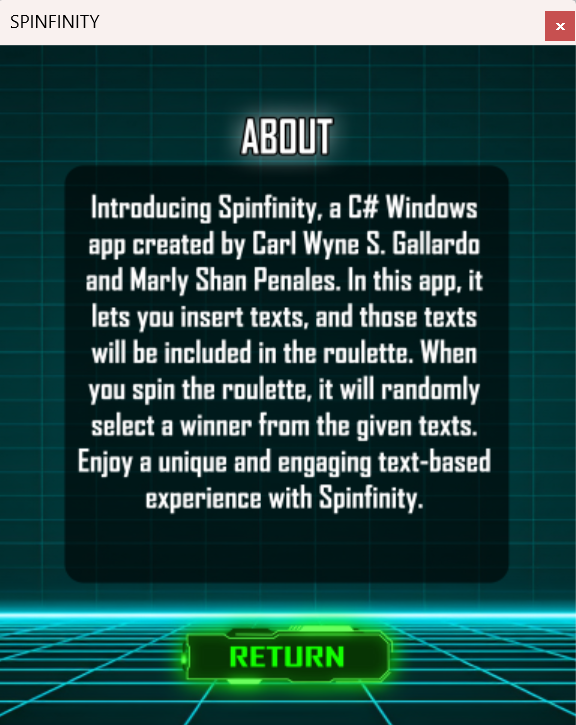 SPINFINITY
x
ABOUT
Introducing Spinfinity, a C# Windows
app created by Carl Wyne S. Gallardo
and Marly Shan Penales. In this app, it
lets you insert texts, and those texts
will be included in the roulette. When
you spin the roulette, it will randomly
select a winner from the given texts.
Enjoy a unique and engaging text-based
experience with Spinfinity.
RETURN